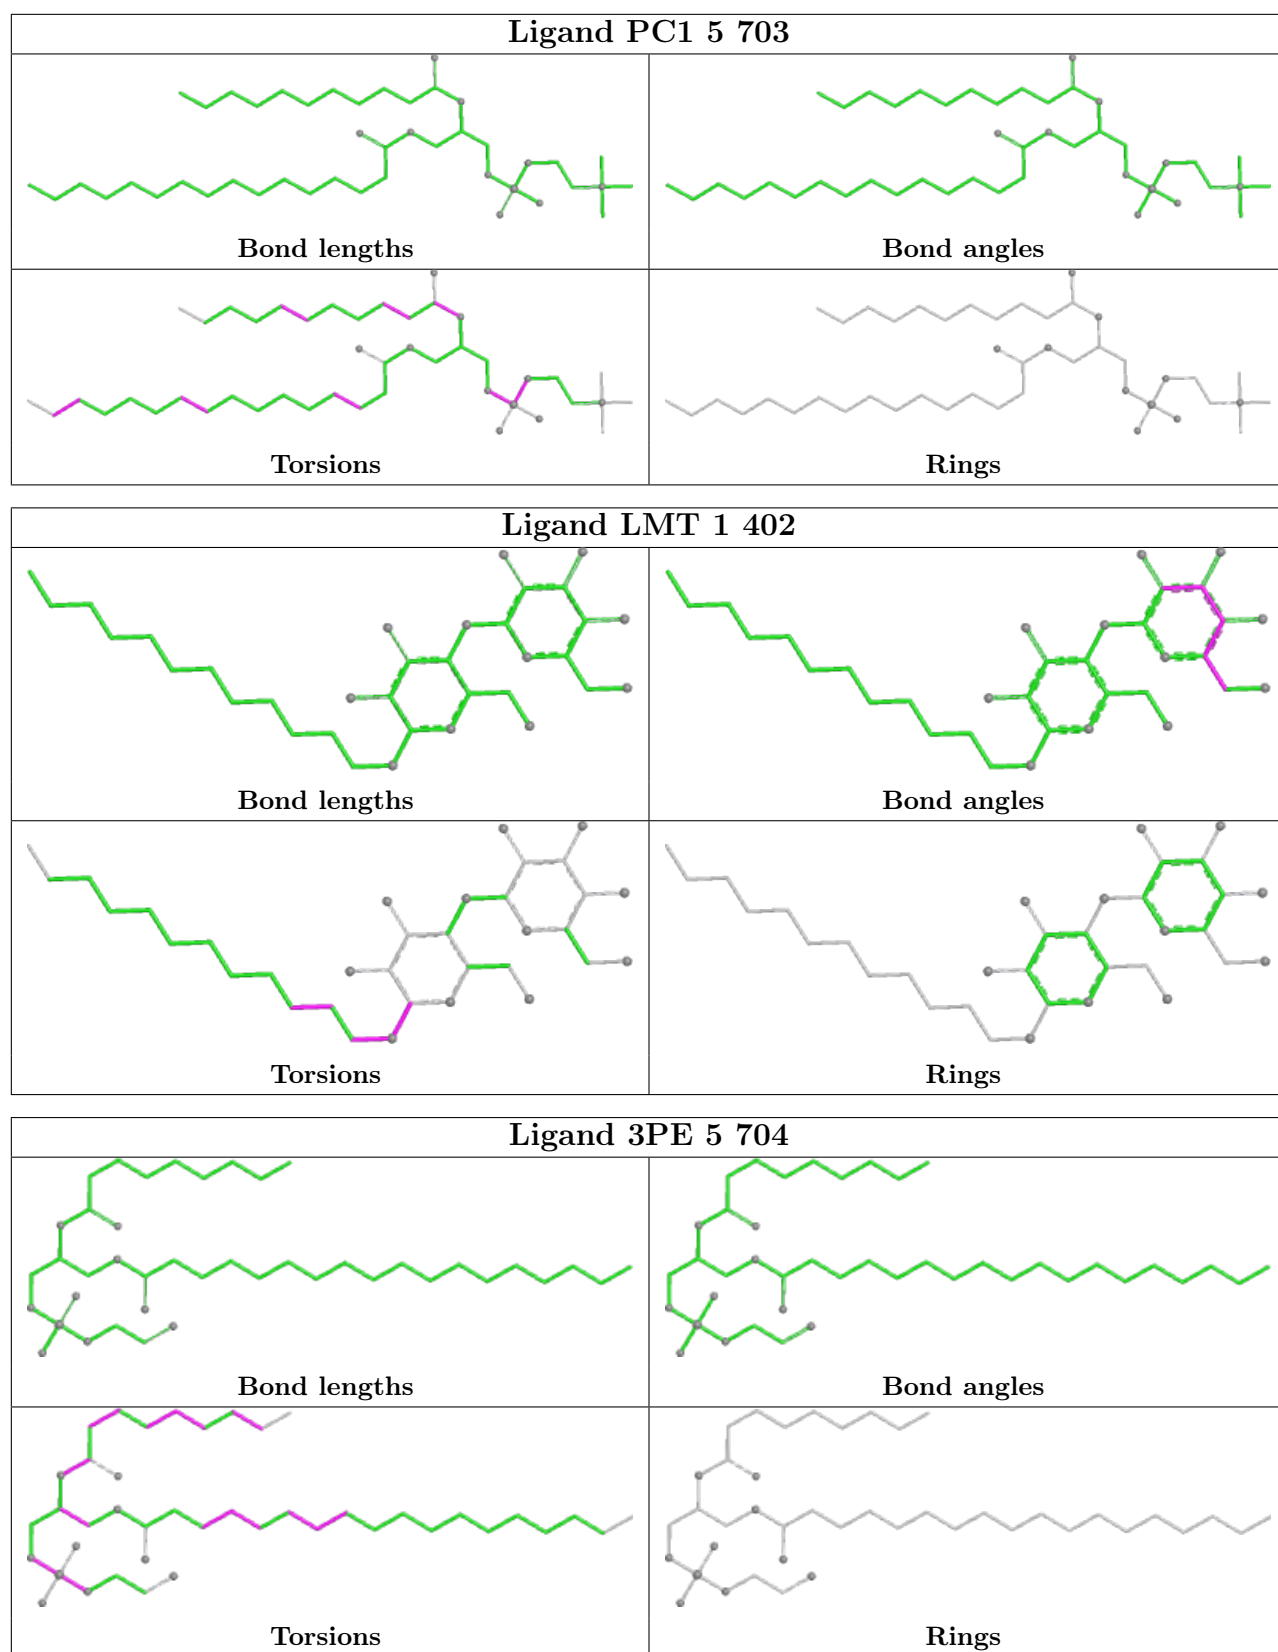 Ligand PC1 5 703
Bond lengths
Bond angles
Torsions
Rings
Ligand LMT 1 402
Bond lengths
Bond angles
Torsions
Rings
Ligand 3PE 5 704
Bond lengths
Bond angles
Torsions
Rings